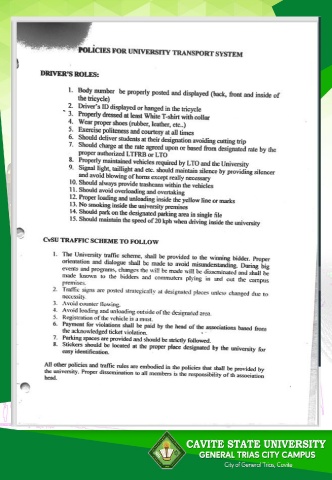 POLICIES FOR UNIVERSITY TRANSPORT SYSTEM
DRIVER'S ROLES:
1. Body number be properly posted and displayed (back, front and inside of
the tricycle)
2. Driver's ID displayed or hanged in the tricycle
3. Properly dressed at least White T-shirt with collar
4. Wear proper shoes (rubber, leather, etc..)
5. Exercise politeness and courtesy at all times
6. Should deliver students at their designation avoiding cutting trip
7. Should charge at the rate agreed upon or based from designated rate by the
proper authorized LTFRB or LTO
8. Properly maintained vehicles required by LTO and the University
9. Signal light, taillight and etc. should maintain silence by providing silencer
and avoid blowing of horns except really necessary
10. Should always provide trashcans within the vehicles
11. Should avoid overloading and overtaking
12. Proper loading and unloading inside the yellow line or marks
13. No smoking inside the university premises
14. Should park on the designated parking area in single file
15. Should maintain the speed of 20 kph when driving inside the university
CvSU TRAFFIC SCHEME TO FOLLOW
1. The University traffic scheme, shall be provided to the winning bidder. Proper
orientation and dialogue shall be made to avoid misunderstanding. During big
events and programs, changes the will be made will be disseminated and shall be
made known to the bidders and commuters plying in and out the campus
premises.
2. Traffic signs are posted strategically at designated places unless changed due to
necessity.
3. Avoid counter flowing.
4. Avoid loading and unloading outside of the designated area.
5. Registration of the vehicle is a must.
6. Payment for violations shall be paid by the head of the associations based from
the acknowledged ticket violation.
7. Parking spaces are provided and should be strictly followed.
8. Stickers should be located at the proper place designated by the university for
easy identification.
All other policies and traffic rules are embodied in the policies that shall be provided by
the university. Proper dissemination to all members is the responsibility of th association
head.
CAVITE STATE UNIVERSITY
GENERAL TRIAS CITY CAMPUS
City of General Trias, Cavite